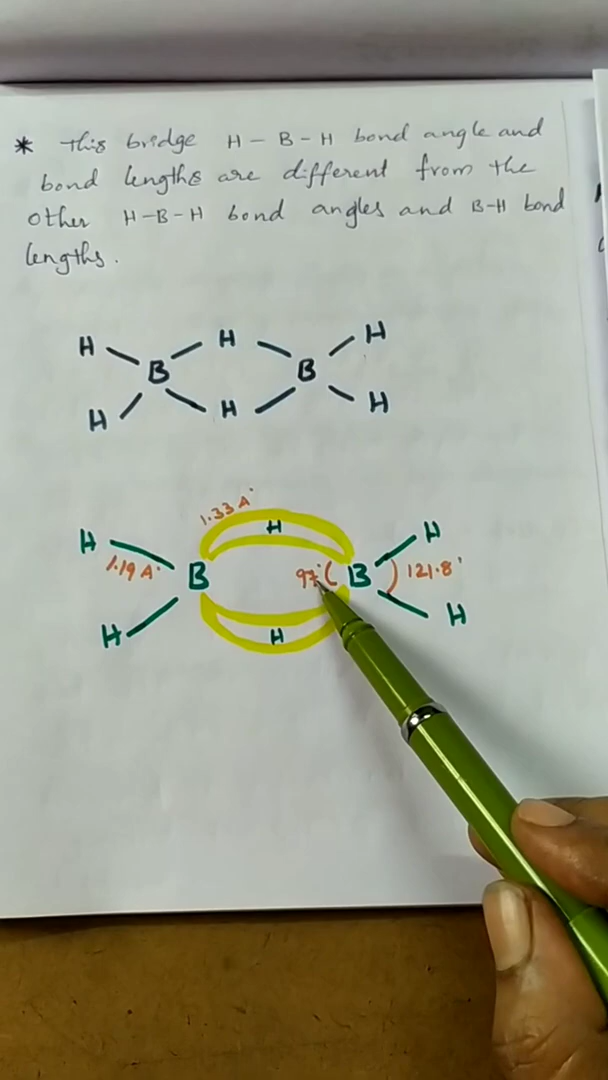 * This bridge H - B - H bond angle and
bond lengths are different from the
other H-B-H bond angles and B-H bond
lengths.
H H H
B B
H H H
1.33 A°
H H H
1.19 A° B 97° B 121.8°
H H H